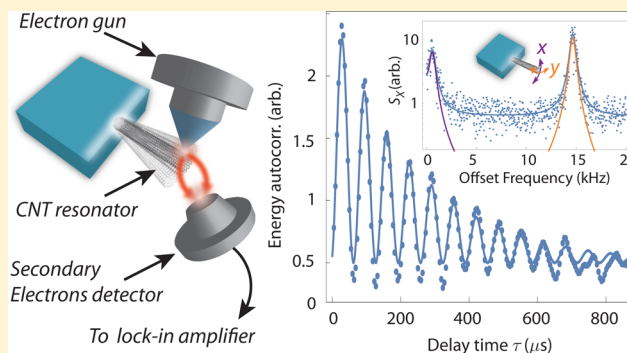 Electron gun
CNT resonator
Secondary
Electrons detector
To lock-in amplifier
Energy autocorr. (arb.)
2
1.5
1
0.5
0
0 200 400 600 800
Delay time τ (μs)
Sx(arb.)
10
1
x
y
0 5 10 15 2
Offset Frequency (kHz)